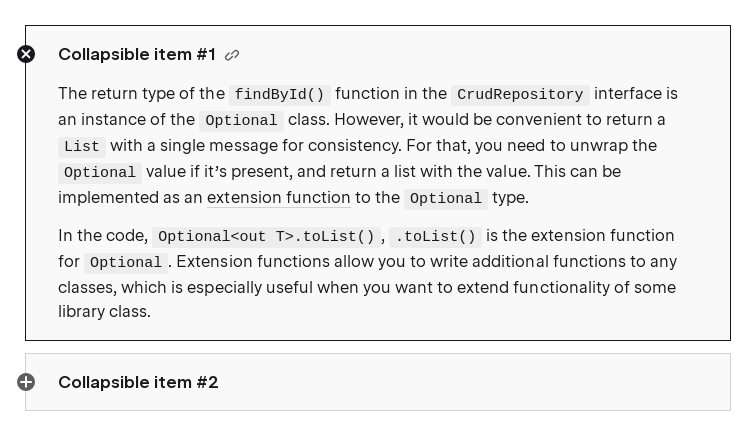 Collapsible item #1
The return type of the findById() function in the CrudRepository interface is
an instance of the Optional class. However, it would be convenient to return a
List with a single message for consistency. For that, you need to unwrap the
Optional value if it’s present, and return a list with the value. This can be
implemented as an extension function to the Optional type.
In the code, Optional<out T>.toList(), .toList() is the extension function
for Optional. Extension functions allow you to write additional functions to any
classes, which is especially useful when you want to extend functionality of some
library class.
Collapsible item #2